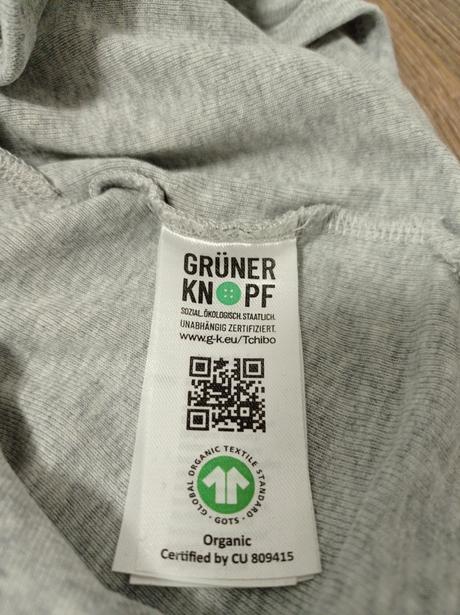 GRÜNER
KNOPF
SOZIAL. ÖKOLOGISCH. STAATLICH.
UNABHÄNGIG ZERTIFIZIERT.
www.g-k.eu/Tchibo
GLOBAL ORGANIC TEXTILE STANDARD
· GOTS ·
Organic
Certified by CU 809415